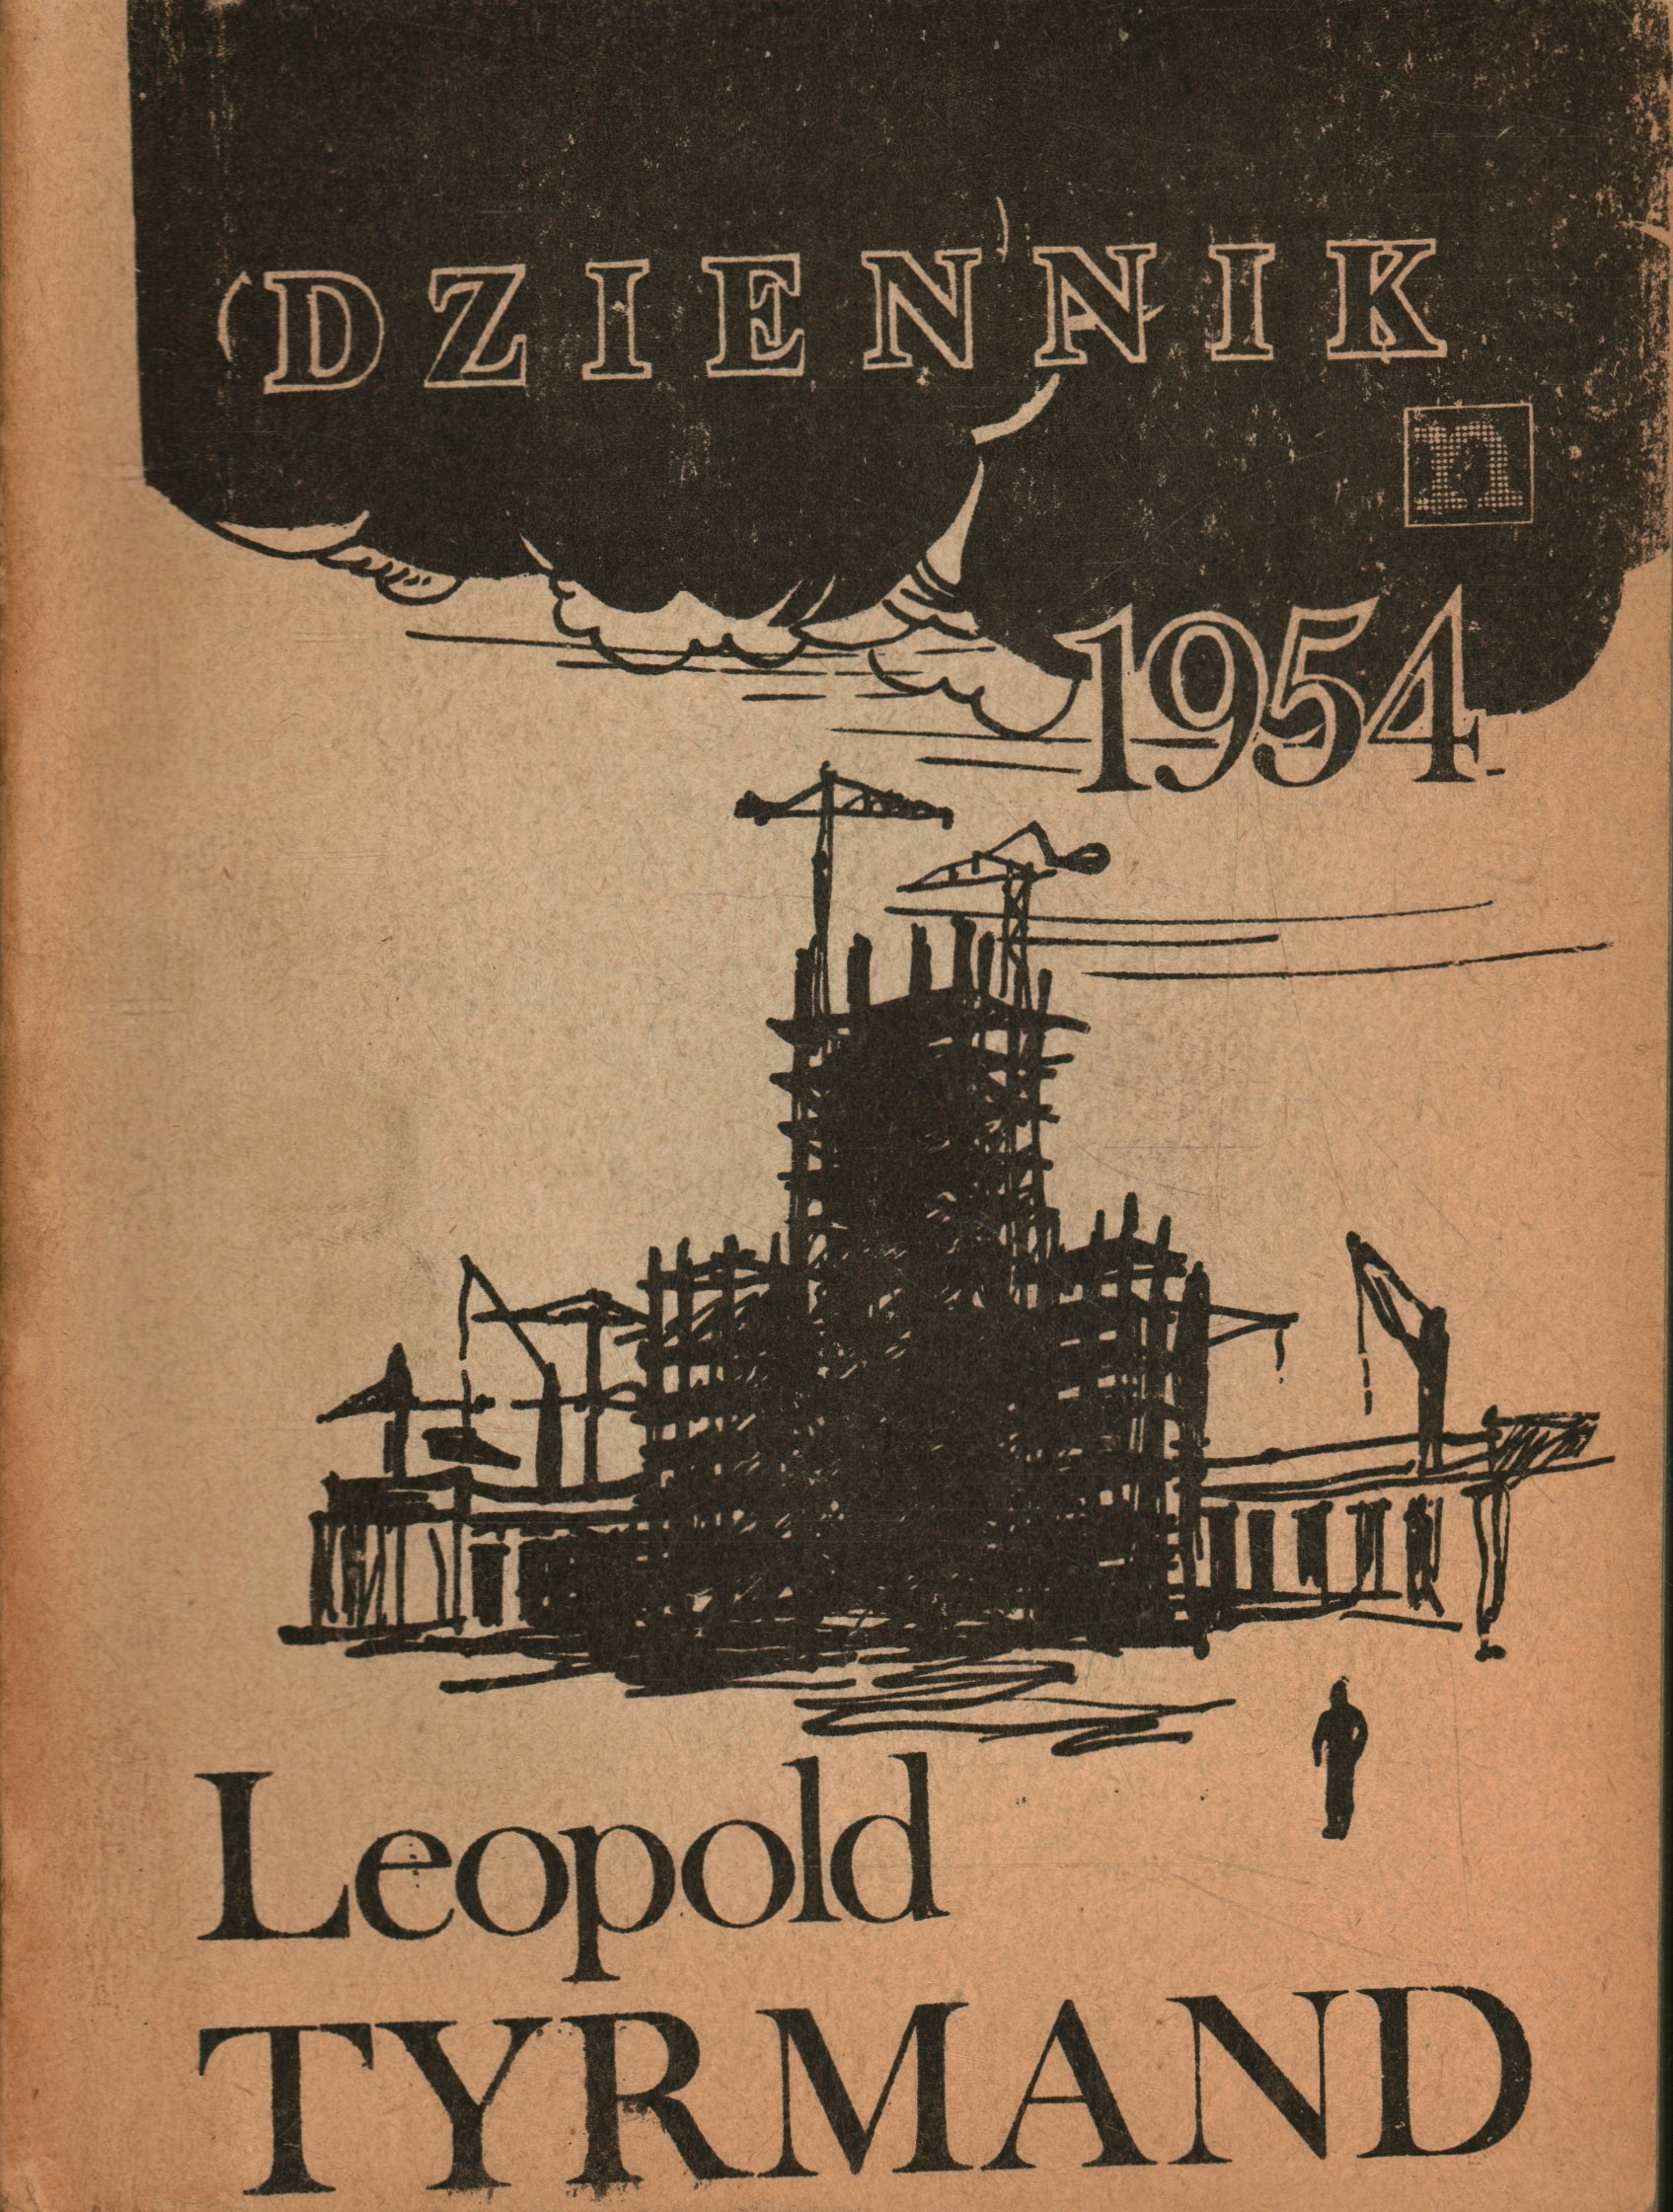 DZIENNIK
n
1954
Leopold
TYRMAND